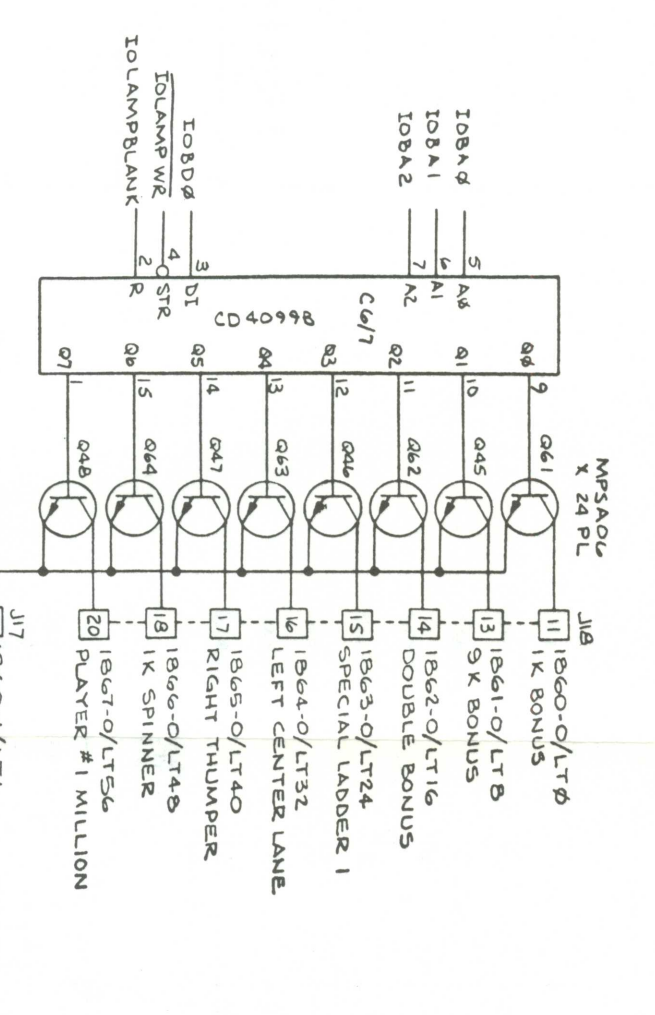 IOBAØ
IOBA1
IOBA2
IOBDØ
IOLAMP WR
IOLAMPBLANK
5 AØ
6 A1
7 A2
3 DI
4 STR
2 R
C6/7
CD4099B
QØ 9
Q1 10
Q2 11
Q3 12
Q4 13
Q5 14
Q6 15
Q7 1
Q61
Q45
Q62
Q46
Q63
Q47
Q64
Q48
MPSA06
X 24 PL
J18
11 1860-0/LTØ
1K BONUS
13 1861-0/LT8
9K BONUS
14 1862-0/LT16
DOUBLE BONUS
15 1863-0/LT24
SPECIAL LADDER 1
16 1864-0/LT32
LEFT CENTER LANE
17 1865-0/LT40
RIGHT THUMPER
18 1866-0/LT48
1K SPINNER
20 1867-0/LT56
PLAYER #1 MILLION
J17